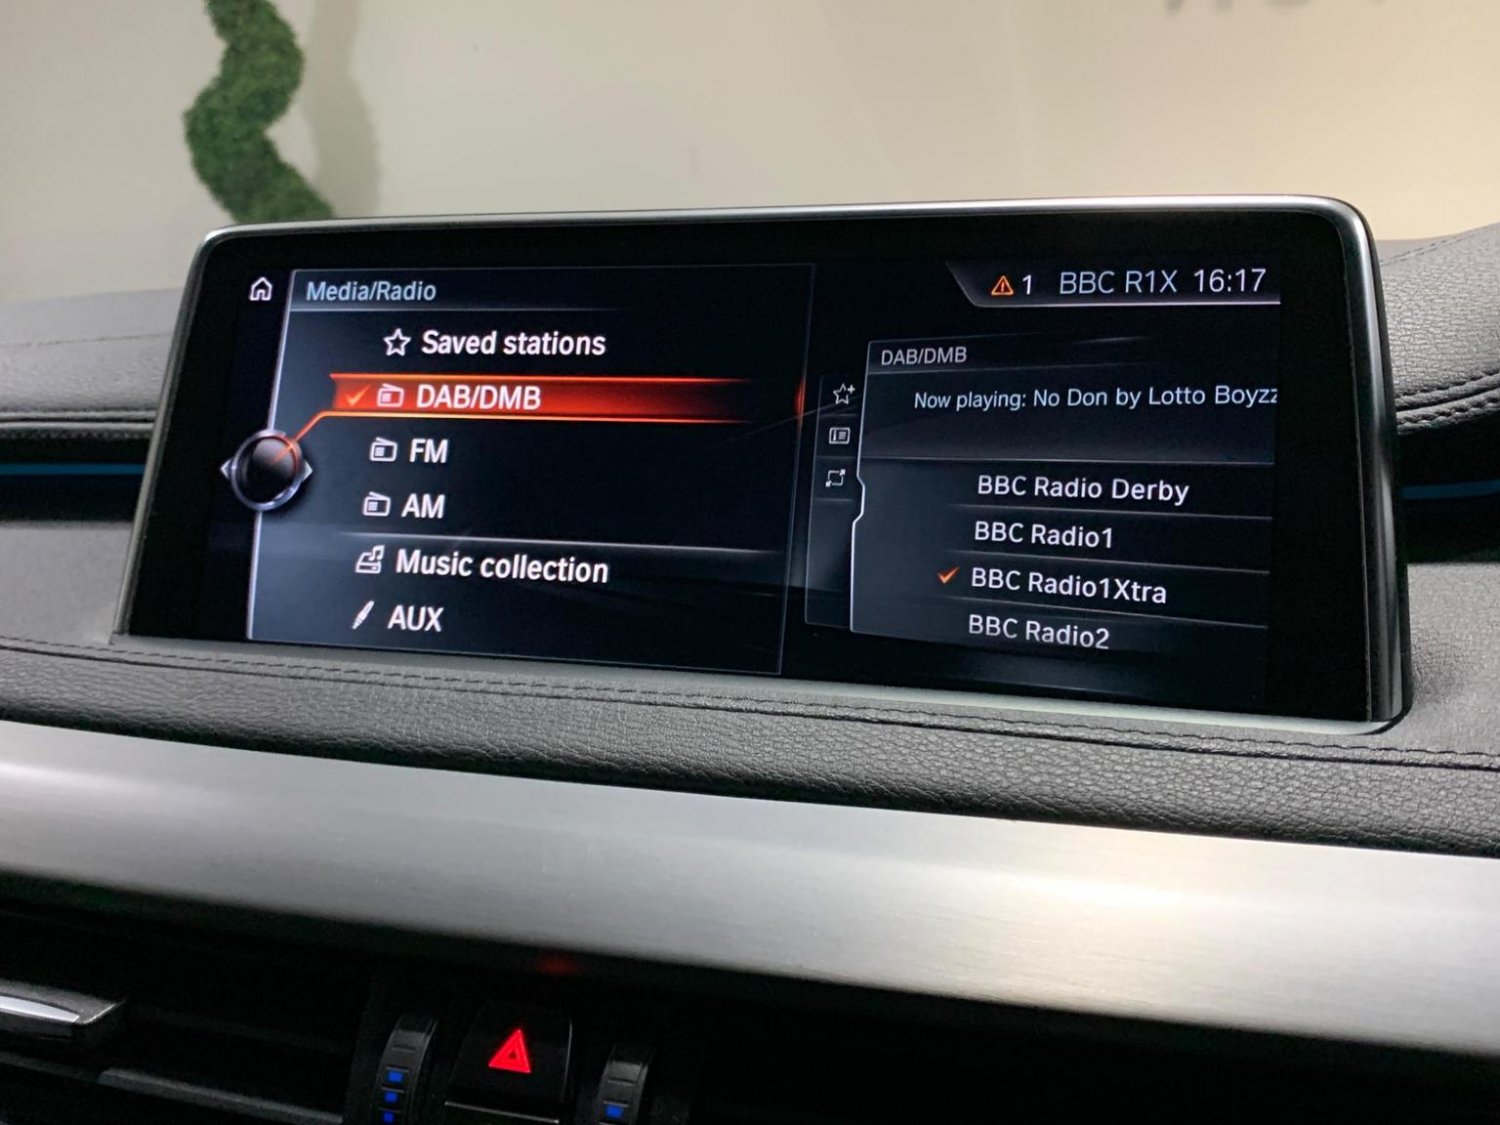 Media/Radio
Saved stations
DAB/DMB
FM
AM
Music collection
AUX
1 BBC R1X 16:17
DAB/DMB
Now playing: No Don by Lotto Boyzz
BBC Radio Derby
BBC Radio1
BBC Radio1Xtra
BBC Radio2